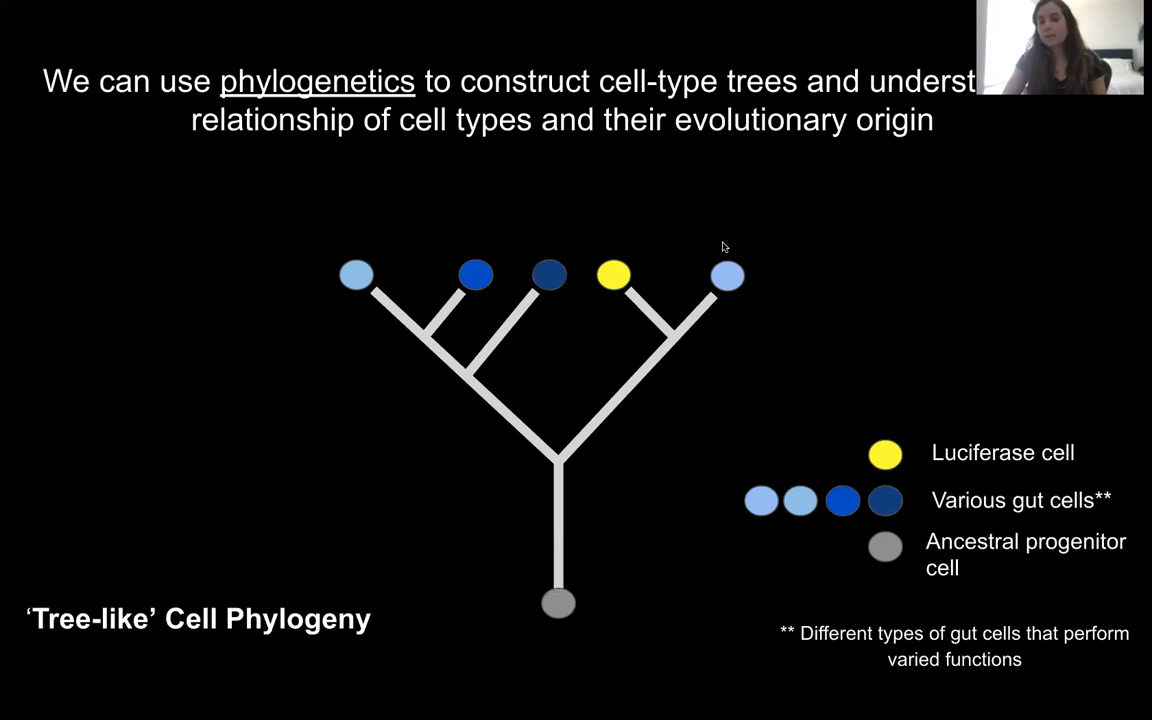 We can use phylogenetics to construct cell-type trees and
relationship of cell types and their evolutionary origin
Luciferase cell
Various gut cells**
Ancestral progenitor
cell
'Tree-like' Cell Phylogeny
** Different types of gut cells that perform
varied functions